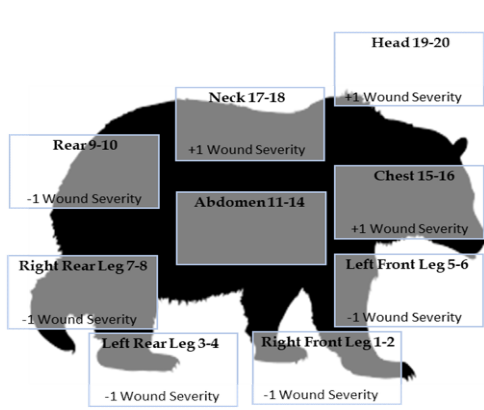 Head 19-20
+1 Wound Severity
Neck 17-18
+1 Wound Severity
Rear 9-10
-1 Wound Severity
Chest 15-16
+1 Wound Severity
Abdomen 11-14
Right Rear Leg 7-8
-1 Wound Severity
Left Front Leg 5-6
-1 Wound Severity
Left Rear Leg 3-4
-1 Wound Severity
Right Front Leg 1-2
-1 Wound Severity